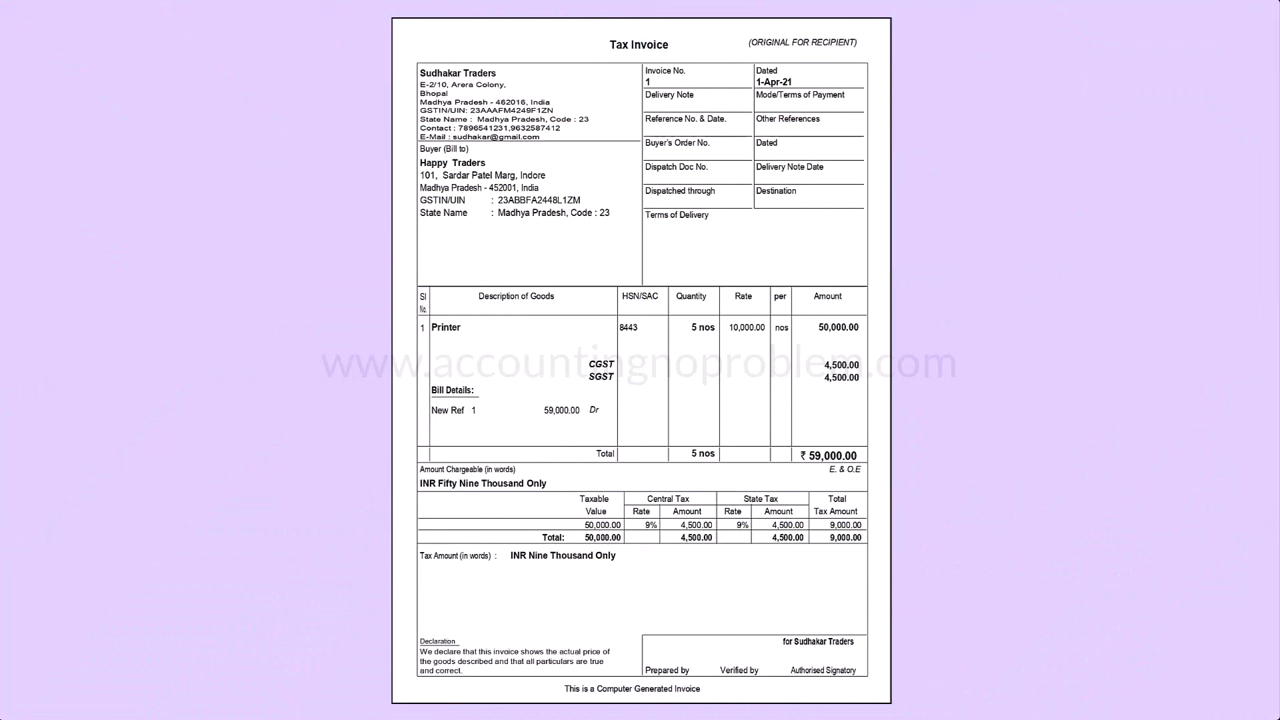 Tax Invoice
(ORIGINAL FOR RECIPIENT)
Sudhakar Traders
E-2/10, Arera Colony,
Bhopal
Madhya Pradesh - 462016, India
GSTIN/UIN: 23AAAFM4249F1ZN
State Name : Madhya Pradesh, Code : 23
Contact : 7896541231,9632587412
E-Mail : sudhakar@gmail.com
Buyer (Bill to)
Happy Traders
101, Sardar Patel Marg, Indore
Madhya Pradesh - 452001, India
GSTIN/UIN : 23ABBFA2448L1ZM
State Name : Madhya Pradesh, Code : 23
Invoice No. Dated
1 1-Apr-21
Delivery Note Mode/Terms of Payment
Reference No. & Date. Other References
Buyer's Order No. Dated
Dispatch Doc No. Delivery Note Date
Dispatched through Destination
Terms of Delivery
Sl No. Description of Goods HSN/SAC Quantity Rate per Amount
1 Printer 8443 5 nos 10,000.00 nos 50,000.00
www.accountingnoproblem.com
CGST 4,500.00
SGST 4,500.00
Bill Details:
New Ref 1 59,000.00 Dr
Total 5 nos ₹ 59,000.00
Amount Chargeable (in words) E. & O.E
INR Fifty Nine Thousand Only
Taxable Central Tax State Tax Total
Value Rate Amount Rate Amount Tax Amount
50,000.00 9% 4,500.00 9% 4,500.00 9,000.00
Total: 50,000.00 4,500.00 4,500.00 9,000.00
Tax Amount (in words) : INR Nine Thousand Only
Declaration
We declare that this invoice shows the actual price of
the goods described and that all particulars are true
and correct.
for Sudhakar Traders
Prepared by Verified by Authorised Signatory
This is a Computer Generated Invoice